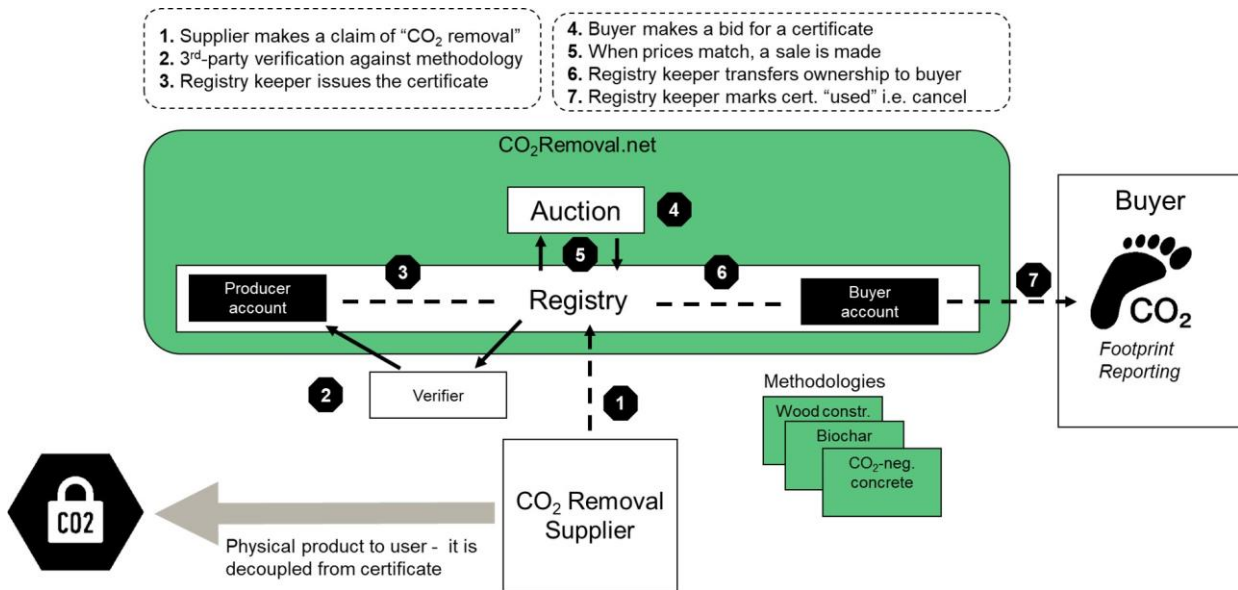 1. Supplier makes a claim of “CO₂ removal”
2. 3ʳᵈ-party verification against methodology
3. Registry keeper issues the certificate
4. Buyer makes a bid for a certificate
5. When prices match, a sale is made
6. Registry keeper transfers ownership to buyer
7. Registry keeper marks cert. “used” i.e. cancel
CO₂Removal.net
Auction
4
5
3
6
Producer
account
Registry
Buyer
account
7
Buyer
CO₂
Footprint
Reporting
2
Verifier
1
Methodologies
Wood constr.
Biochar
CO₂-neg.
concrete
CO₂ Removal
Supplier
CO2
Physical product to user - it is
decoupled from certificate